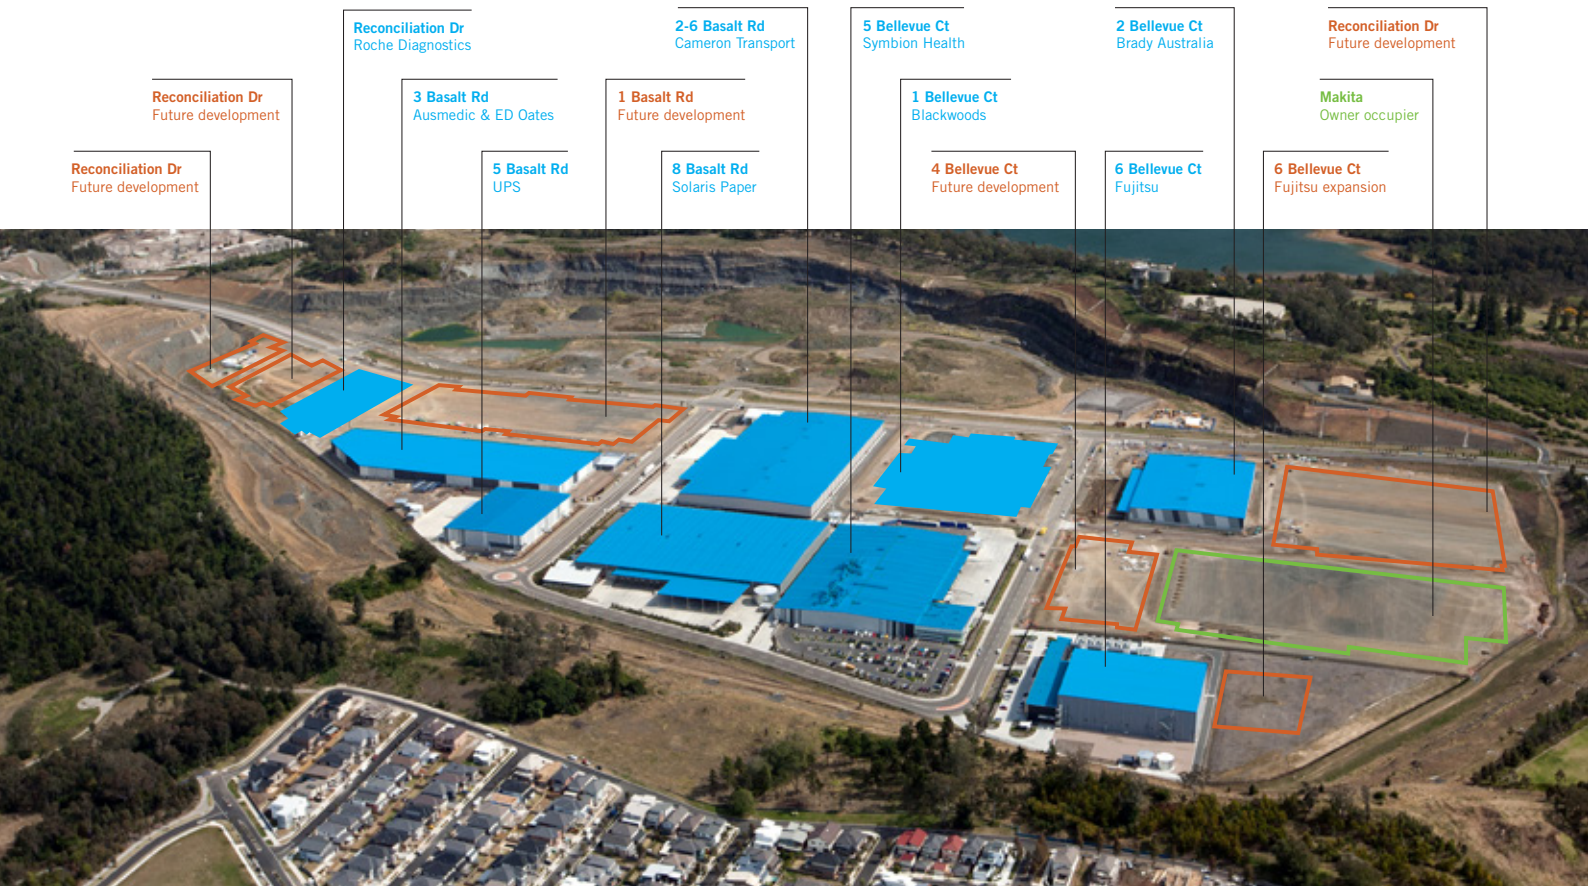 Reconciliation Dr
Roche Diagnostics
2-6 Basalt Rd
Cameron Transport
5 Bellevue Ct
Symbion Health
2 Bellevue Ct
Brady Australia
Reconciliation Dr
Future development
Reconciliation Dr
Future development
3 Basalt Rd
Ausmedic & ED Oates
1 Basalt Rd
Future development
1 Bellevue Ct
Blackwoods
Makita
Owner occupier
Reconciliation Dr
Future development
5 Basalt Rd
UPS
8 Basalt Rd
Solaris Paper
4 Bellevue Ct
Future development
6 Bellevue Ct
Fujitsu
6 Bellevue Ct
Fujitsu expansion